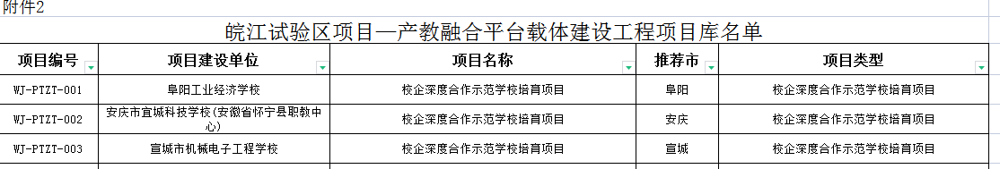 附件2
皖江试验区项目—产教融合平台载体建设工程项目库名单
项目编号 项目建设单位 项目名称 推荐市 项目类型
WJ-PTZT-001 阜阳工业经济学校 校企深度合作示范学校培育项目 阜阳 校企深度合作示范学校培育项目
WJ-PTZT-002 安庆市宜城科技学校(安徽省怀宁县职教中心) 校企深度合作示范学校培育项目 安庆 校企深度合作示范学校培育项目
WJ-PTZT-003 宣城市机械电子工程学校 校企深度合作示范学校培育项目 宣城 校企深度合作示范学校培育项目